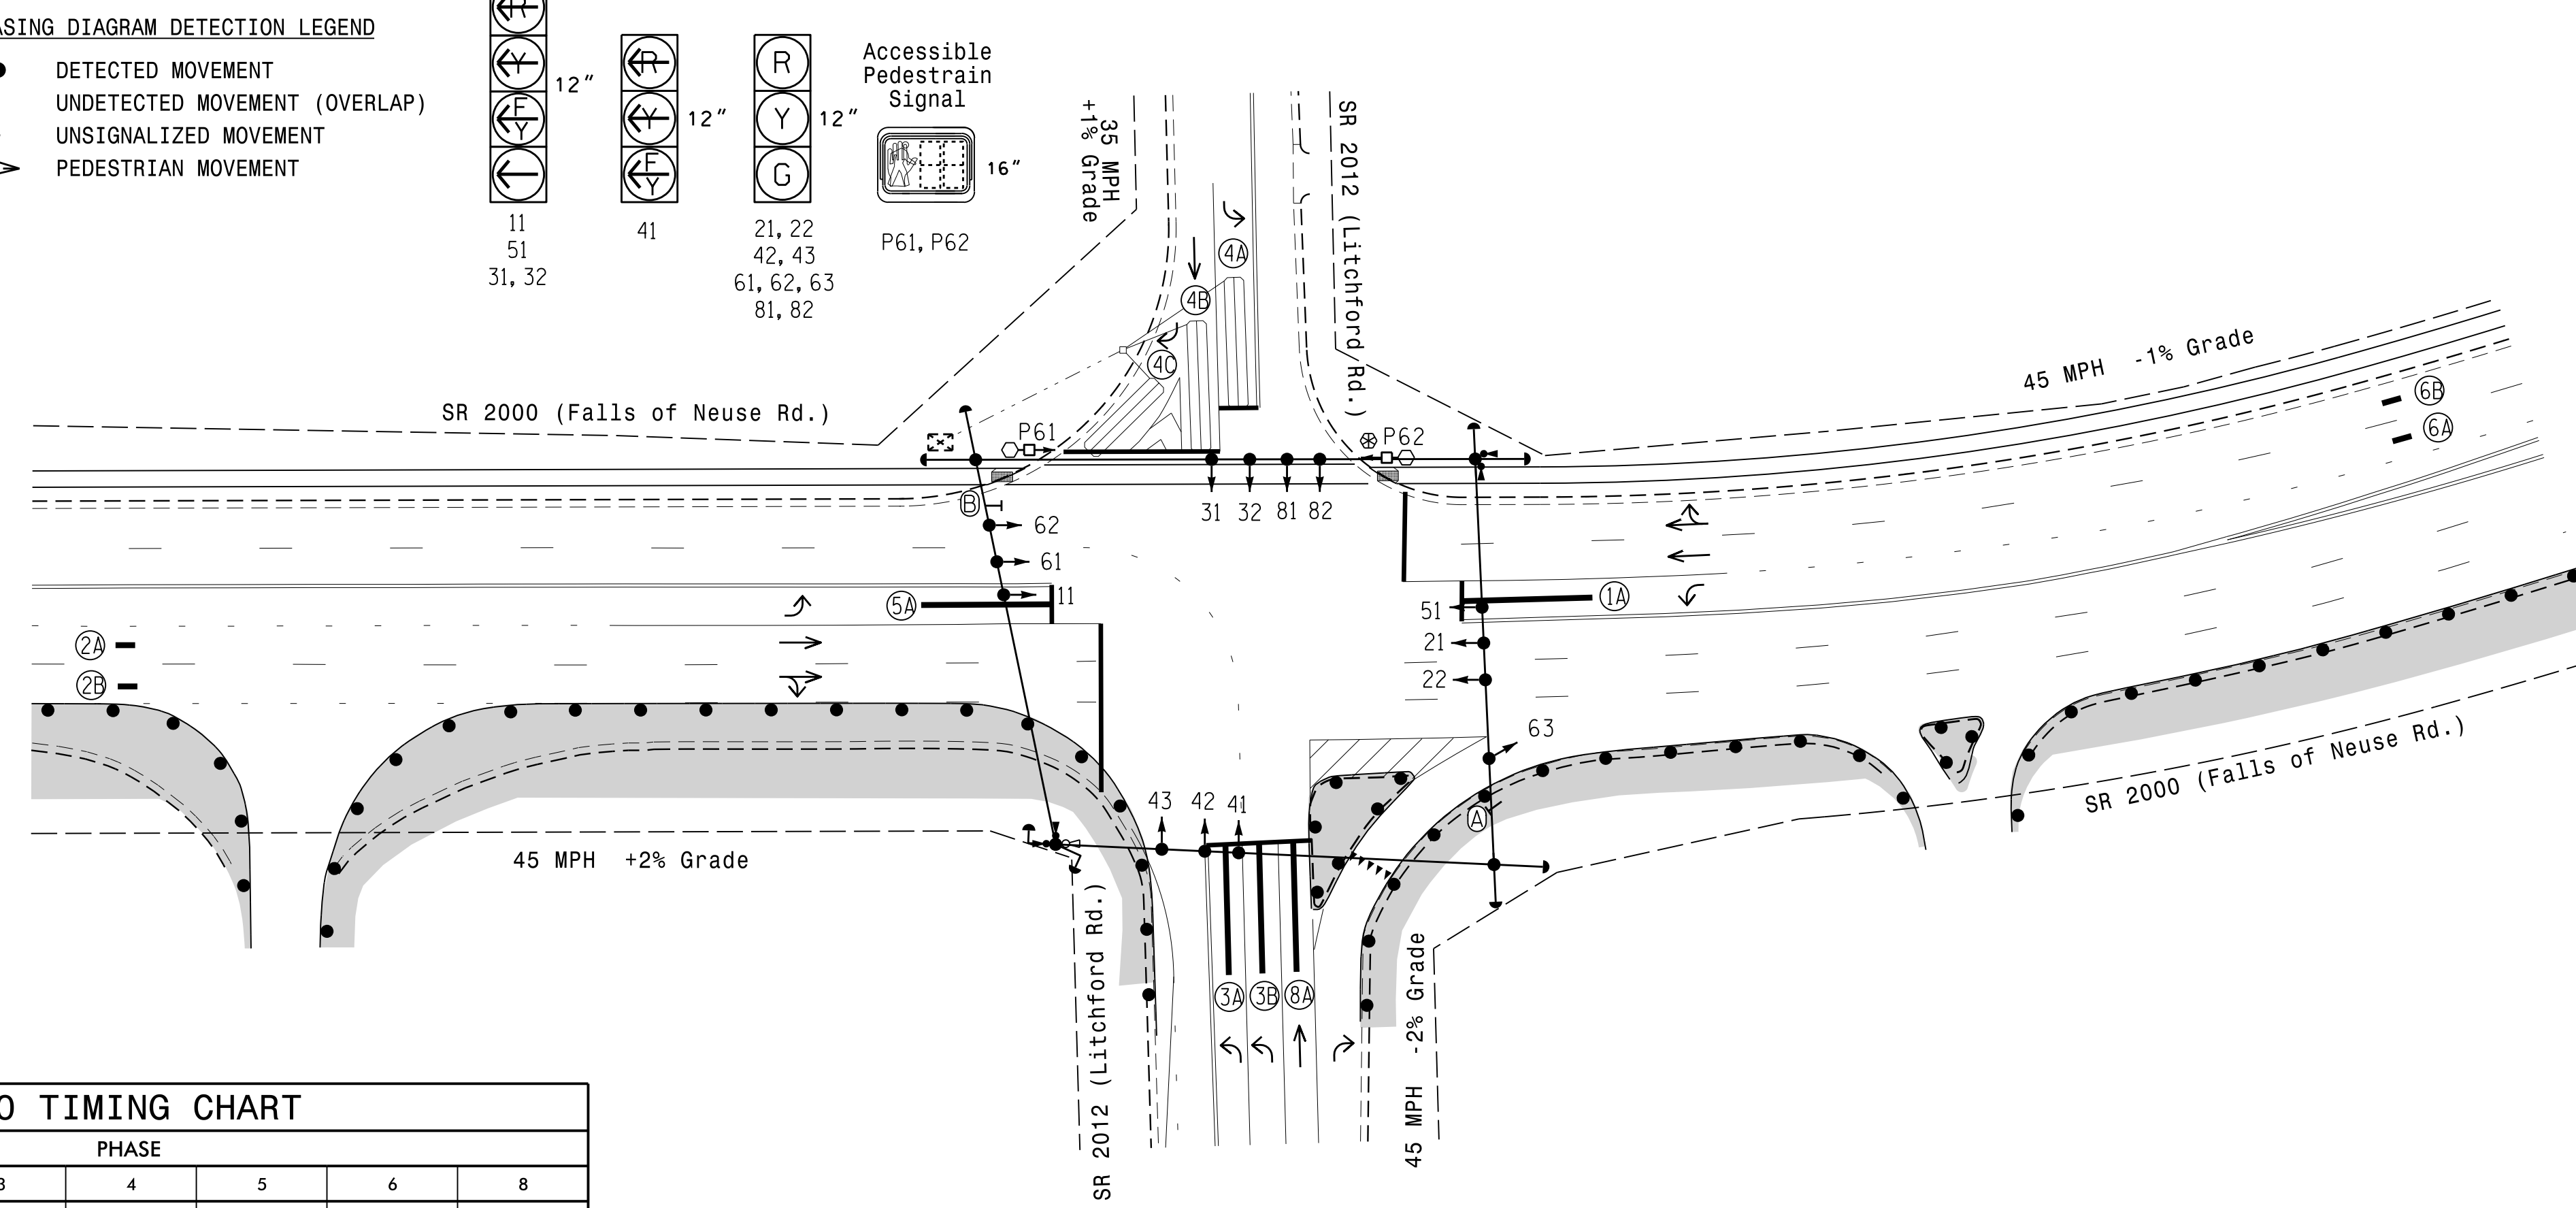 ASING DIAGRAM DETECTION LEGEND
DETECTED MOVEMENT
UNDETECTED MOVEMENT (OVERLAP)
UNSIGNALIZED MOVEMENT
PEDESTRIAN MOVEMENT
R
Y
F
Y
12"
11
51
31, 32
R
Y
F
Y
12"
41
R
Y
G
12"
21, 22
42, 43
61, 62, 63
81, 82
Accessible
Pedestrain
Signal
16"
P61, P62
35 MPH
+1% Grade
SR 2012 (Litchford Rd.)
4A
4B
4C
SR 2000 (Falls of Neuse Rd.)
45 MPH -1% Grade
6B
6A
P61
P62
B
62
61
11
31
32
81
82
5A
1A
51
21
22
63
2A
2B
A
43
42
41
45 MPH +2% Grade
SR 2000 (Falls of Neuse Rd.)
3A
3B
8A
SR 2012 (Litchford Rd.)
45 MPH -2% Grade
O TIMING CHART
PHASE
3
4
5
6
8